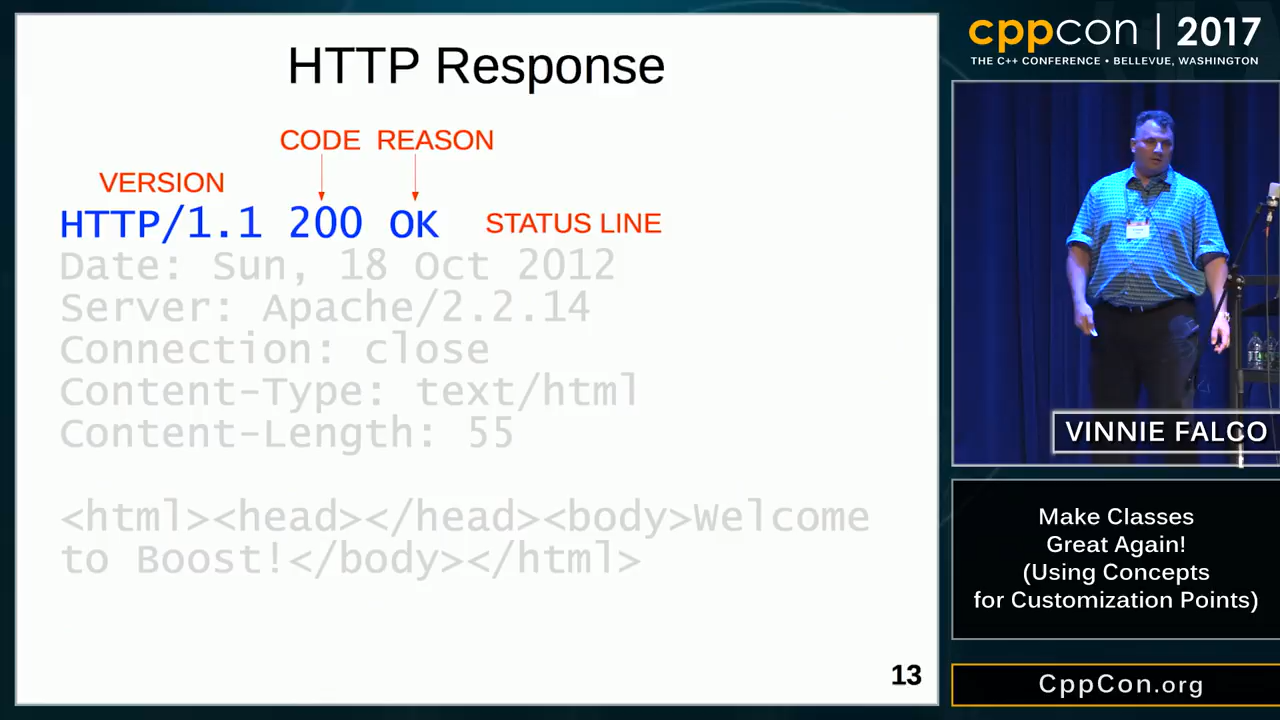 HTTP Response
CODE REASON
VERSION
HTTP/1.1 200 OK STATUS LINE
Date: Sun, 18 Oct 2012
Server: Apache/2.2.14
Connection: close
Content-Type: text/html
Content-Length: 55
<html><head></head><body>Welcome
to Boost!</body></html>
13
cppcon | 2017
THE C++ CONFERENCE • BELLEVUE, WASHINGTON
VINNIE FALCO
Make Classes
Great Again!
(Using Concepts
for Customization Points)
CppCon.org